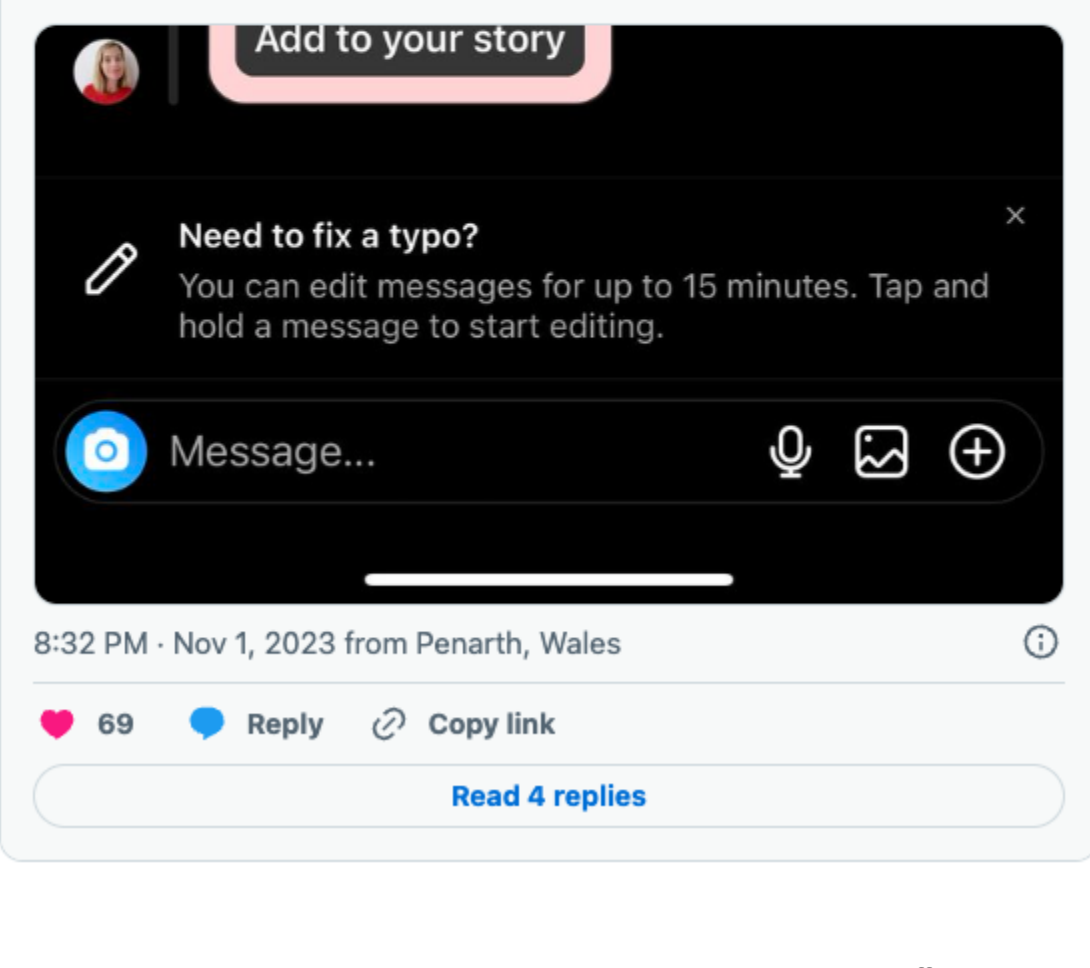 Add to your story
Need to fix a typo?
You can edit messages for up to 15 minutes. Tap and
hold a message to start editing.
Message...
8:32 PM · Nov 1, 2023 from Penarth, Wales
69 Reply Copy link
Read 4 replies